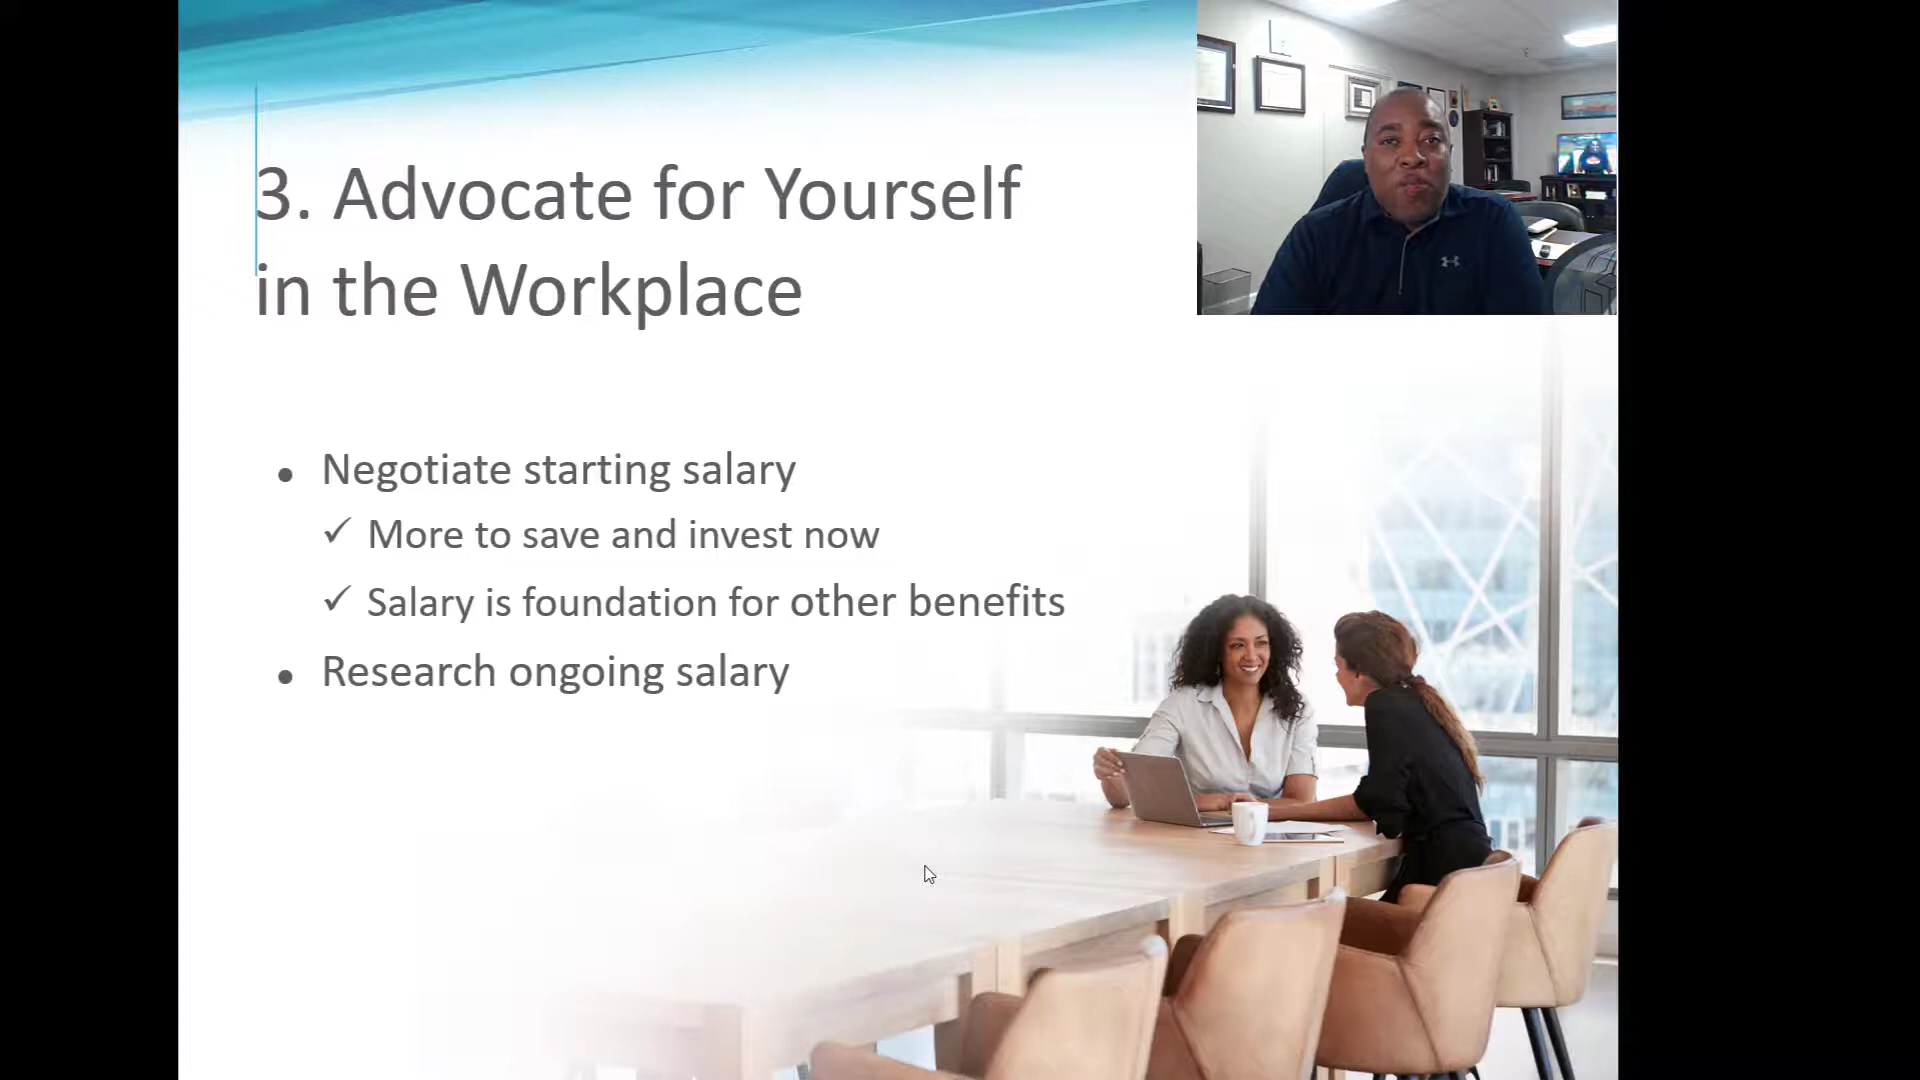 3. Advocate for Yourself
in the Workplace
• Negotiate starting salary
✓ More to save and invest now
✓ Salary is foundation for other benefits
• Research ongoing salary